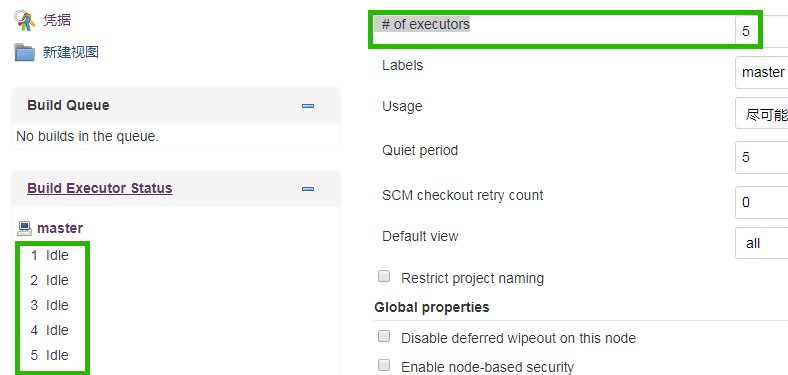 凭据
新建视图
Build Queue
No builds in the queue.
Build Executor Status
master
1 Idle
2 Idle
3 Idle
4 Idle
5 Idle
# of executors
5
Labels
master
Usage
尽可能
Quiet period
5
SCM checkout retry count
0
Default view
all
Restrict project naming
Global properties
Disable deferred wipeout on this node
Enable node-based security